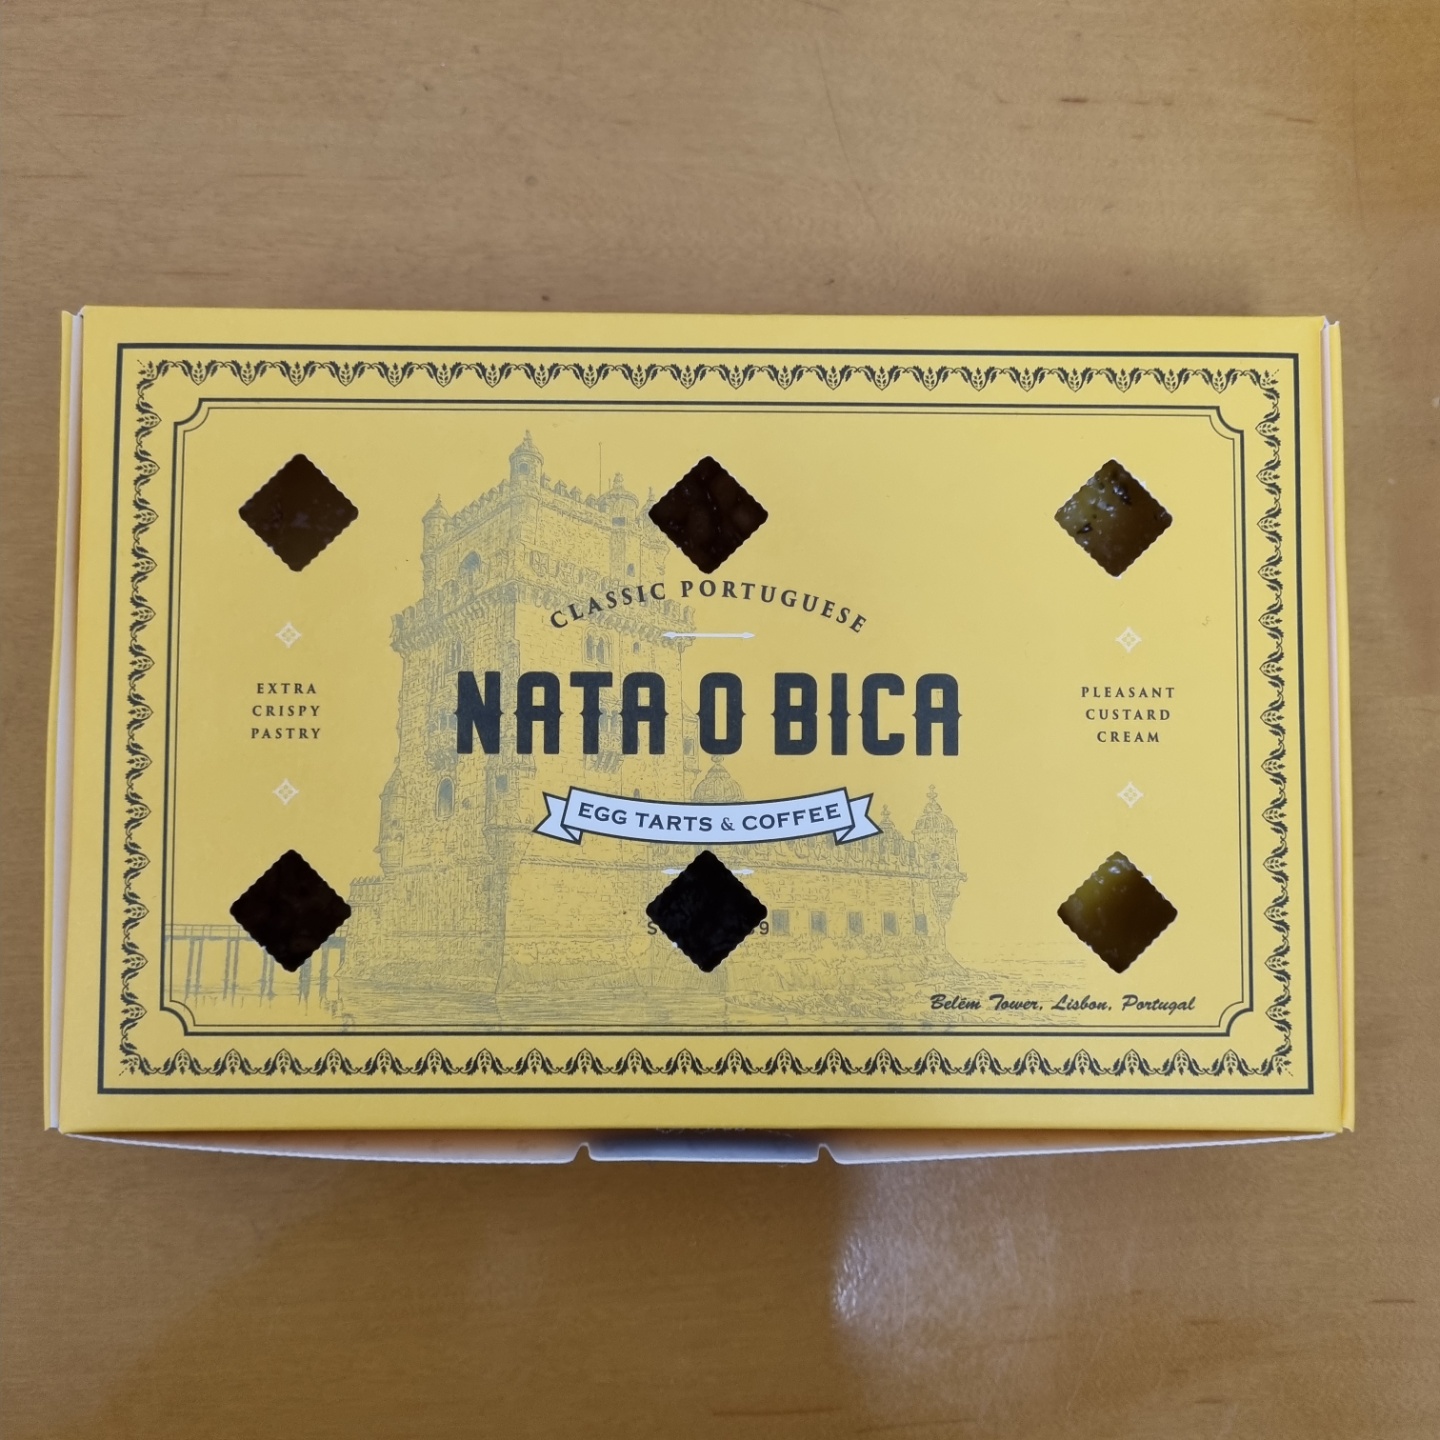 CLASSIC PORTUGUESE
NATA O BICA
EGG TARTS & COFFEE
EXTRA
CRISPY
PASTRY
PLEASANT
CUSTARD
CREAM
Belém Tower, Lisbon, Portugal